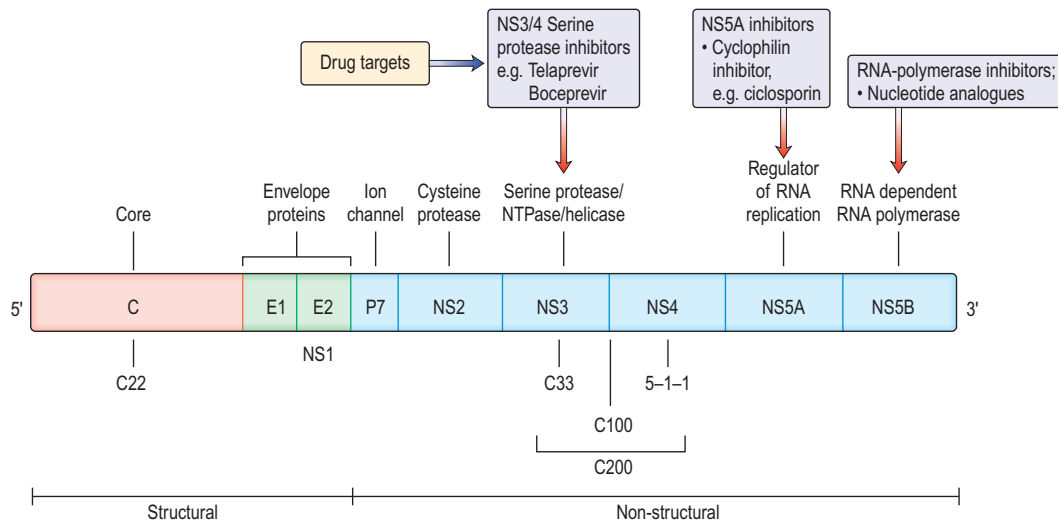 Drug targets
NS3/4 Serine
protease inhibitors
e.g. Telaprevir
Boceprevir
NS5A inhibitors
• Cyclophilin
inhibitor,
e.g. ciclosporin
RNA-polymerase inhibitors;
• Nucleotide analogues
Core
Envelope
proteins
Ion
channel
Cysteine
protease
Serine protease/
NTPase/helicase
Regulator
of RNA
replication
RNA dependent
RNA polymerase
5' C E1 E2 P7 NS2 NS3 NS4 NS5A NS5B 3'
NS1
C22
C33
5–1–1
C100
C200
Structural
Non-structural